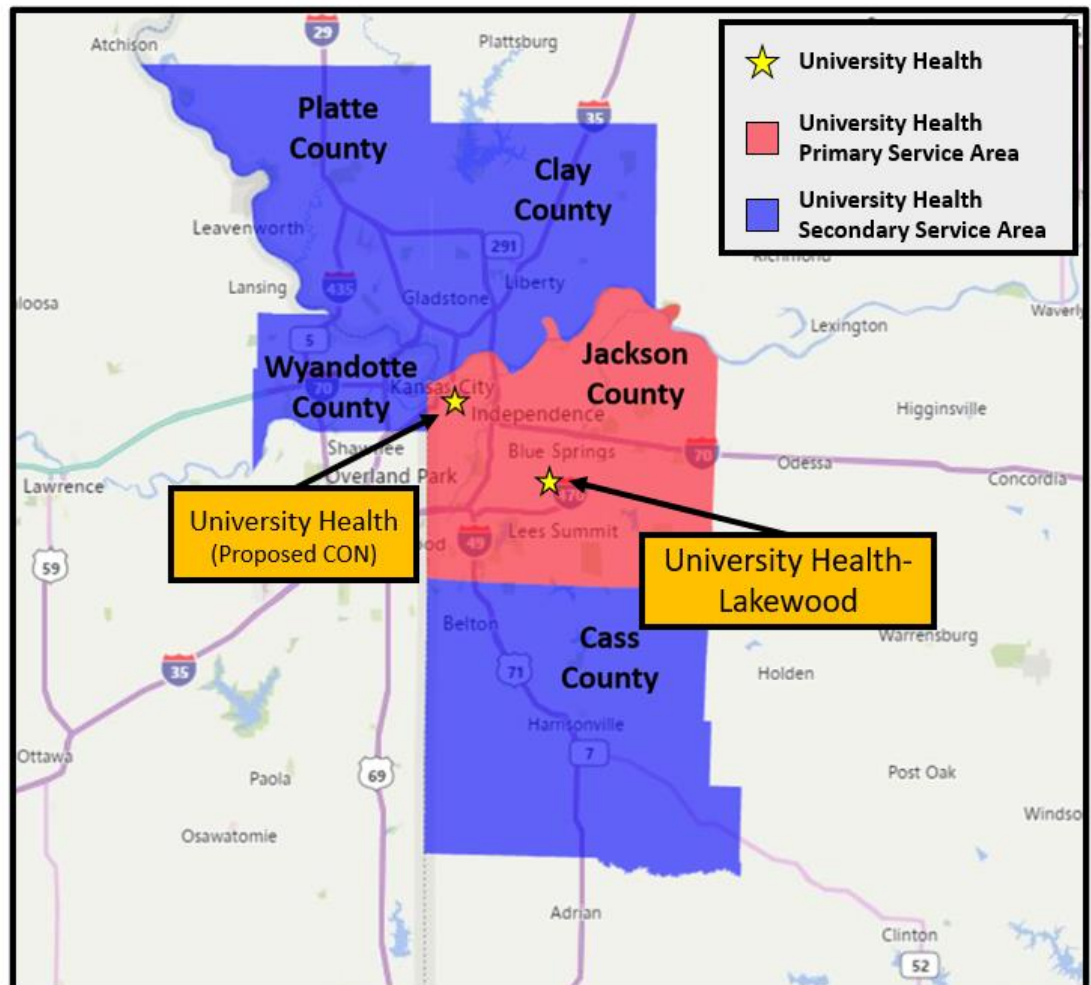 Atchison
29
Plattsburg
University Health
University Health
Primary Service Area
University Health
Secondary Service Area
Platte
County
35
Clay
County
Leavenworth
291
Richmond
Lansing
435
Gladstone
Liberty
aloosa
Waverly
Lexington
5
Wyandotte
County
70
Kansas City
Jackson
County
Independence
Higginsville
Shawnee
Blue Springs
70
Overland Park
Odessa
Concordia
Lawrence
470
University Health
(Proposed CON)
ood
49
Lees Summit
University Health-
Lakewood
59
Belton
Cass
County
Warrensburg
35
71
Holden
Harrisonville
7
Ottawa
Paola
69
Post Oak
Windso
Osawatomie
Adrian
Clinton
52